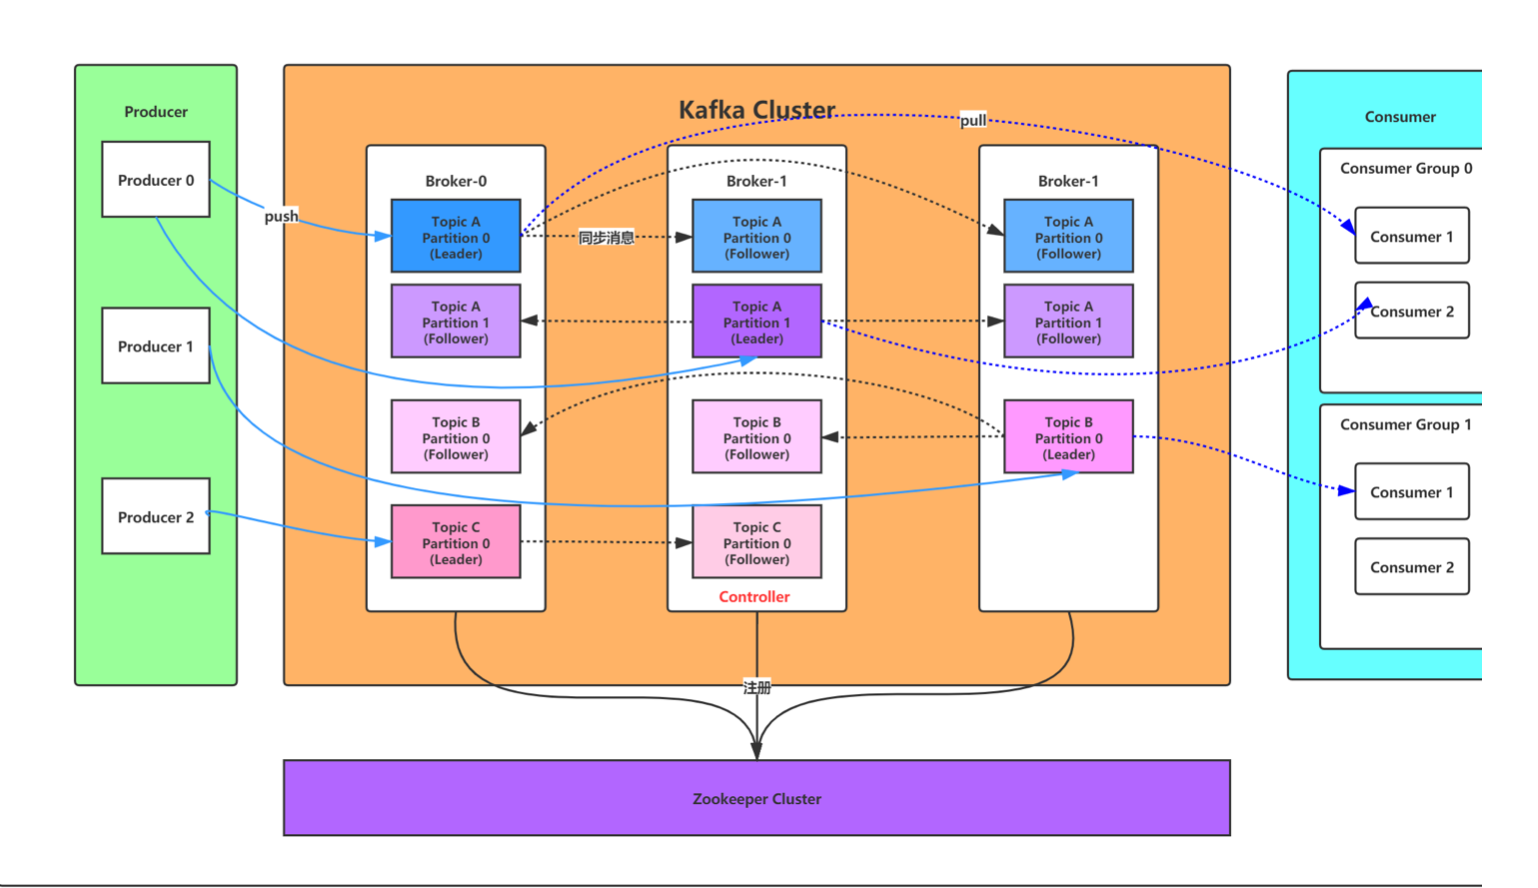 Producer
Producer 0
Producer 1
Producer 2
push
Kafka Cluster
pull
Broker-0
Topic A
Partition 0
(Leader)
Topic A
Partition 1
(Follower)
Topic B
Partition 0
(Follower)
Topic C
Partition 0
(Leader)
同步消息
Broker-1
Topic A
Partition 0
(Follower)
Topic A
Partition 1
(Leader)
Topic B
Partition 0
(Follower)
Topic C
Partition 0
(Follower)
Controller
Broker-1
Topic A
Partition 0
(Follower)
Topic A
Partition 1
(Follower)
Topic B
Partition 0
(Leader)
Consumer
Consumer Group 0
Consumer 1
Consumer 2
Consumer Group 1
Consumer 1
Consumer 2
注册
Zookeeper Cluster